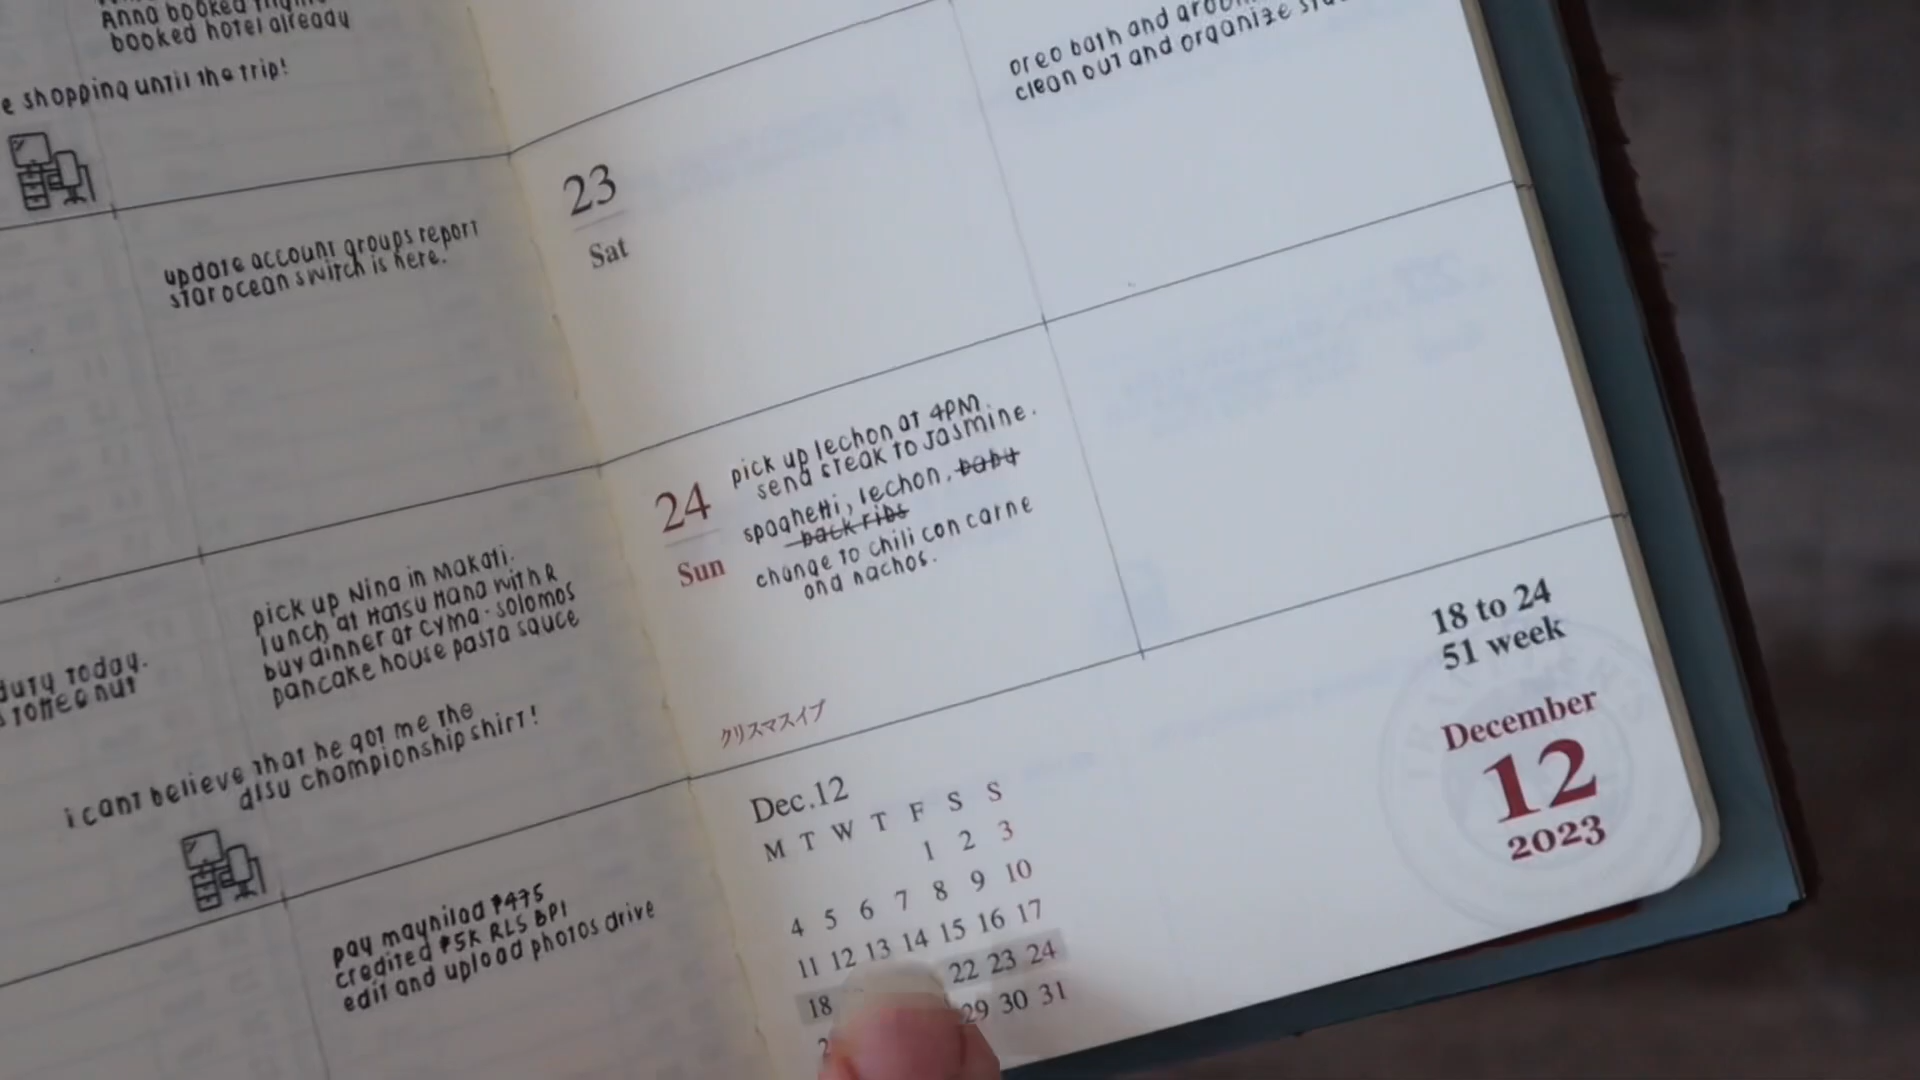 Anna booked
booked hotel already
e shopping until the trip!
update account groups report
star ocean switch is here.
duty today.
pick up Nina in Makati.
lunch at Hatsu Hana with R
buy dinner at cyma - solomos
pancake house pasta sauce
i cant believe that he got me the
dlsu championship shirt!
pay maynilad ₱475
credited ₱5K RLS BPI
edit and upload photos drive
oreo bath and
clean out and organize
23
Sat
24
Sun
pick up lechon at 4PM.
send steak to Jasmine.
spaghetti, lechon, baby
back ribs
change to chili con carne
and nachos.
クリスマスイブ
Dec.12
M T W T F S S
1 2 3
4 5 6 7 8 9 10
11 12 13 14 15 16 17
18 22 23 24
29 30 31
18 to 24
51 week
December
12
2023